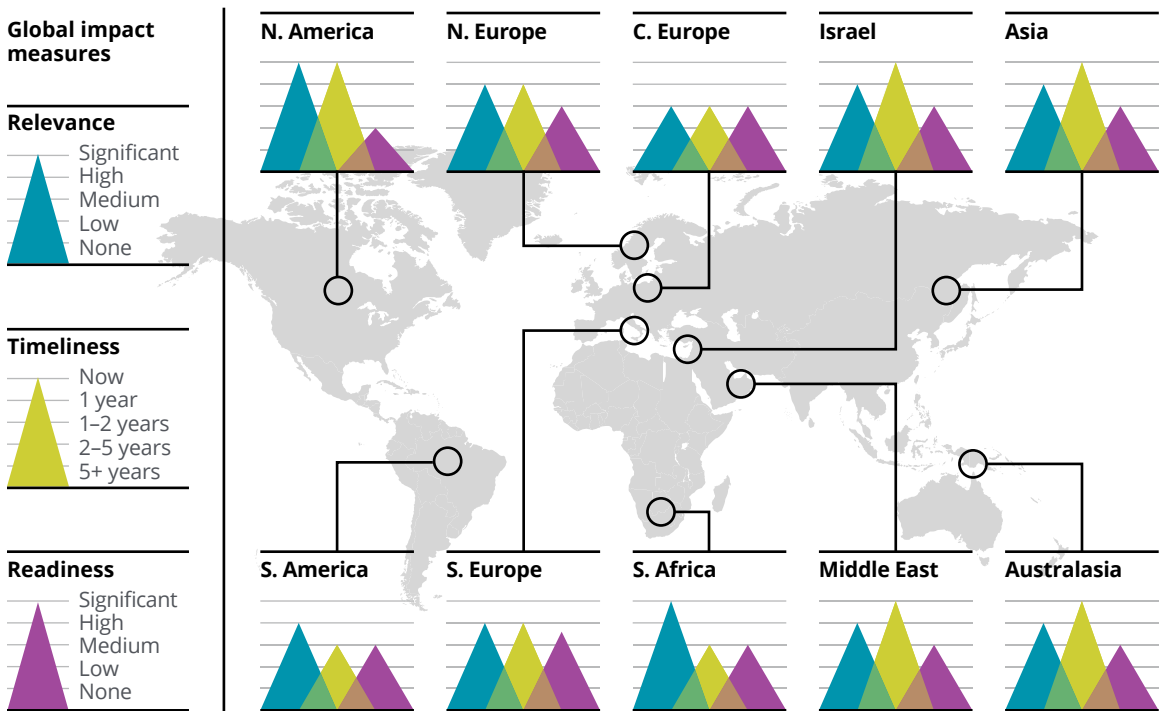 Global impact
measures
Relevance
Significant
High
Medium
Low
None
Timeliness
Now
1 year
1–2 years
2–5 years
5+ years
Readiness
Significant
High
Medium
Low
None
N. America
N. Europe
C. Europe
Israel
Asia
S. America
S. Europe
S. Africa
Middle East
Australasia